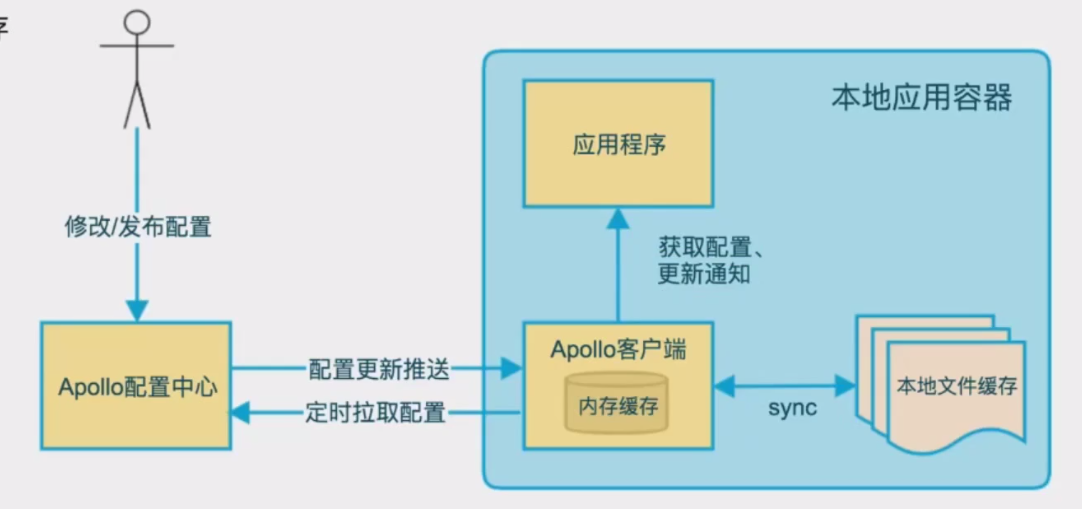 存
本地应用容器
应用程序
修改/发布配置
获取配置、
更新通知
Apollo客户端
配置更新推送
Apollo配置中心
内存缓存
本地文件缓存
定时拉取配置
sync